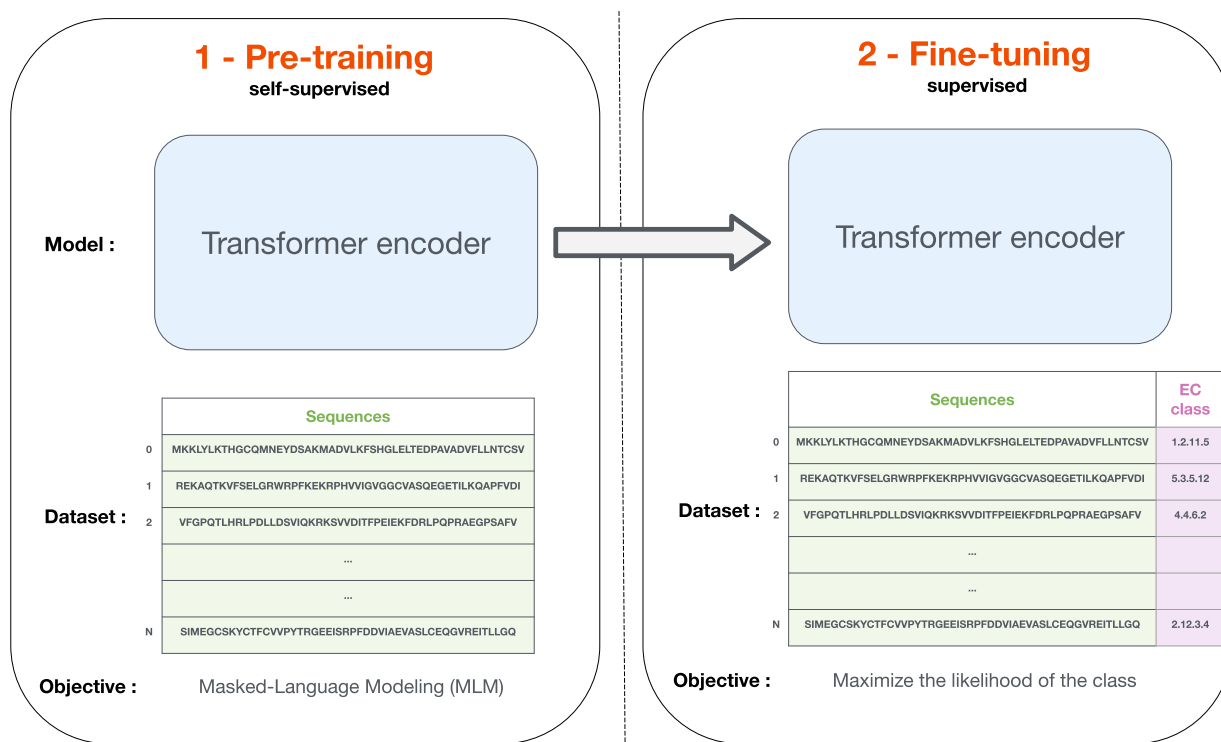 1 - Pre-training
self-supervised
Model :
Transformer encoder
Sequences
0 MKKLYLKTHGCQMNEYDSAKMADVLKFSHGLELTEDPAVADVFLLNTCSV
1 REKAQTKVFSELGRWRPFKEKRPHVVIGVGGCVASQEGETILKQAPFVDI
Dataset :
2 VFGPQTLHRLPDLLDSVIQKRKSVVDITFPEIEKFDRLPQPRAEGPSAFV
...
...
N SIMEGCSKYCTFCVVPYTRGEEISRPFDDVIAEVASLCEQGVREITLLGQ
Objective : Masked-Language Modeling (MLM)
2 - Fine-tuning
supervised
Transformer encoder
Sequences
EC
class
0 MKKLYLKTHGCQMNEYDSAKMADVLKFSHGLELTEDPAVADVFLLNTCSV 1.2.11.5
1 REKAQTKVFSELGRWRPFKEKRPHVVIGVGGCVASQEGETILKQAPFVDI 5.3.5.12
Dataset :
2 VFGPQTLHRLPDLLDSVIQKRKSVVDITFPEIEKFDRLPQPRAEGPSAFV 4.4.6.2
...
...
N SIMEGCSKYCTFCVVPYTRGEEISRPFDDVIAEVASLCEQGVREITLLGQ 2.12.3.4
Objective : Maximize the likelihood of the class